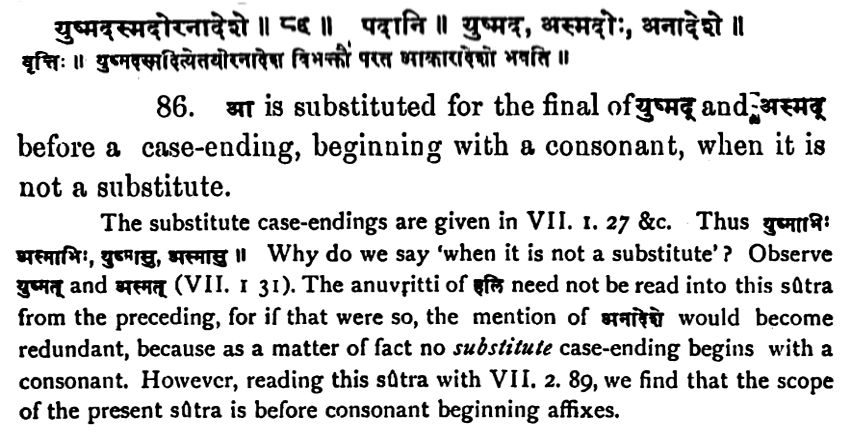 युष्मदस्मदोरनादेशे ॥ ८६ ॥ पदानि ॥ युष्मद्, अस्मदोः, अनादेशे ॥
वृत्तिः ॥ युष्मदस्मदित्येतयोरनादेश विभक्तौ परत आकारादेशो भवति ॥
86. आ is substituted for the final of युष्मद् and अस्मद्
before a case-ending, beginning with a consonant, when it is
not a substitute.
The substitute case-endings are given in VII. 1. 27 &c. Thus युष्माभिः
अस्माभिः, युष्मासु, अस्मासु ॥ Why do we say 'when it is not a substitute'? Observe
युष्मत् and अस्मत् (VII. 1 31). The anuvṛitti of हलि need not be read into this sûtra
from the preceding, for if that were so, the mention of अनादेशे would become
redundant, because as a matter of fact no substitute case-ending begins with a
consonant. However, reading this sûtra with VII. 2. 89, we find that the scope
of the present sûtra is before consonant beginning affixes.